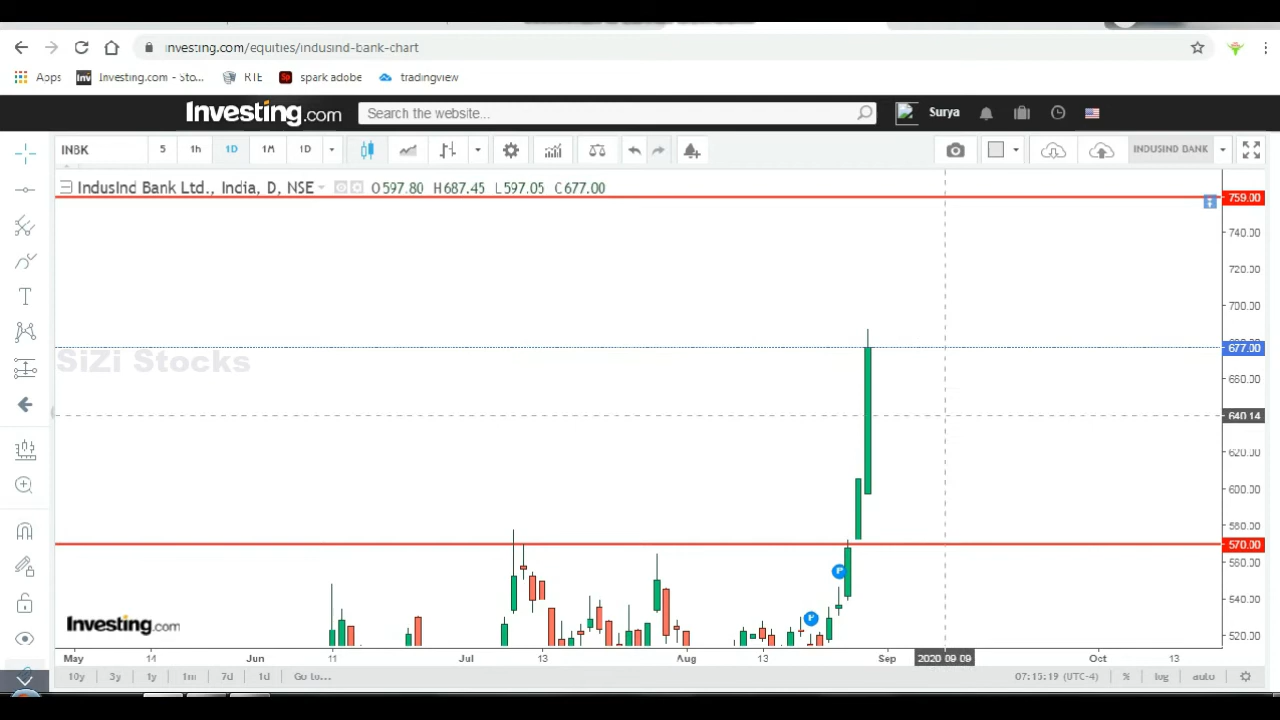 investing.com/equities/indusind-bank-chart
Apps Inv Investing.com - Sto... RTE Sp spark adobe tradingview
Investing.com Search the website... Surya
INBK 5 1h 1D 1M 1D INDUSIND BANK
IndusInd Bank Ltd., India, D, NSE O597.80 H687.45 L597.05 C677.00
759.00
740.00
720.00
700.00
677.00
SiZi Stocks
660.00
640.14
620.00
600.00
580.00
570.00
560.00
P
540.00
P
Investing.com
520.00
May 14 Jun 11 Jul 13 Aug 13 Sep 2020-09-09 Oct 13
10y 3y 1y 1m 7d 1d Go to... 07:15:19 (UTC-4) % log auto